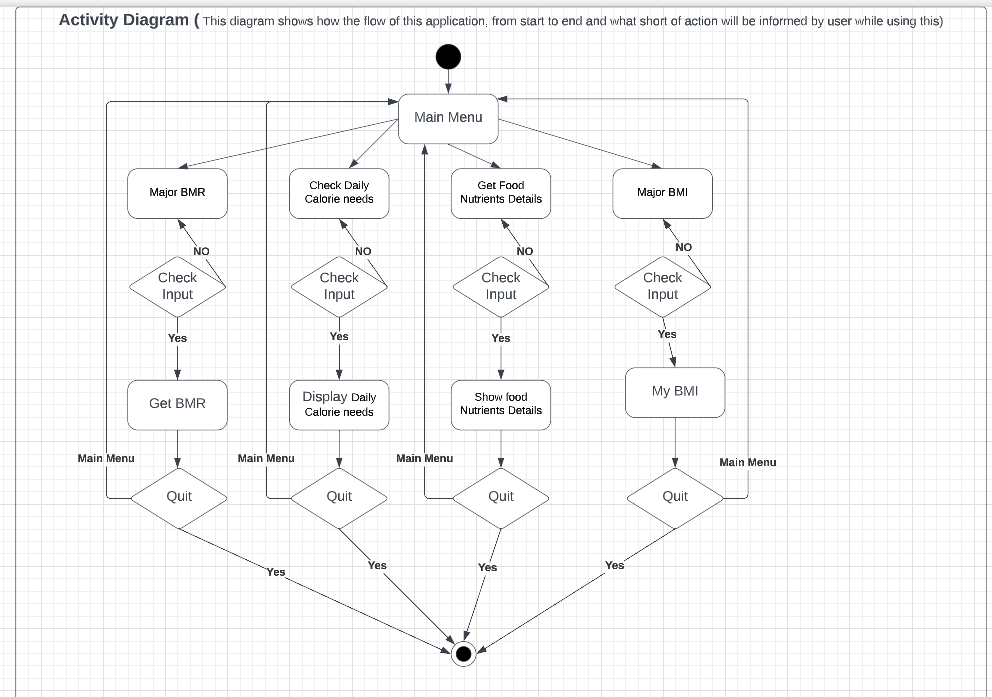 Activity Diagram ( This diagram shows how the flow of this application, from start to end and what short of action will be informed by user while using this)
Main Menu
Major BMR
Check Daily
Calorie needs
Get Food
Nutrients Details
Major BMI
NO
NO
NO
NO
Check
Input
Check
Input
Check
Input
Check
Input
Yes
Yes
Yes
Yes
Get BMR
Display Daily
Calorie needs
Show food
Nutrients Details
My BMI
Main Menu
Main Menu
Main Menu
Main Menu
Quit
Quit
Quit
Quit
Yes
Yes
Yes
Yes